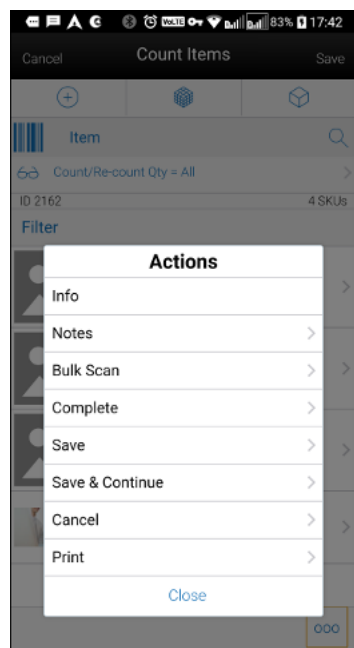 VoLTE 83% 17:42
Cancel Count Items Save
Item
Count/Re-count Qty = All
ID 2162 4 SKUs
Filter
Actions
Info
Notes
Bulk Scan
Complete
Save
Save & Continue
Cancel
Print
Close